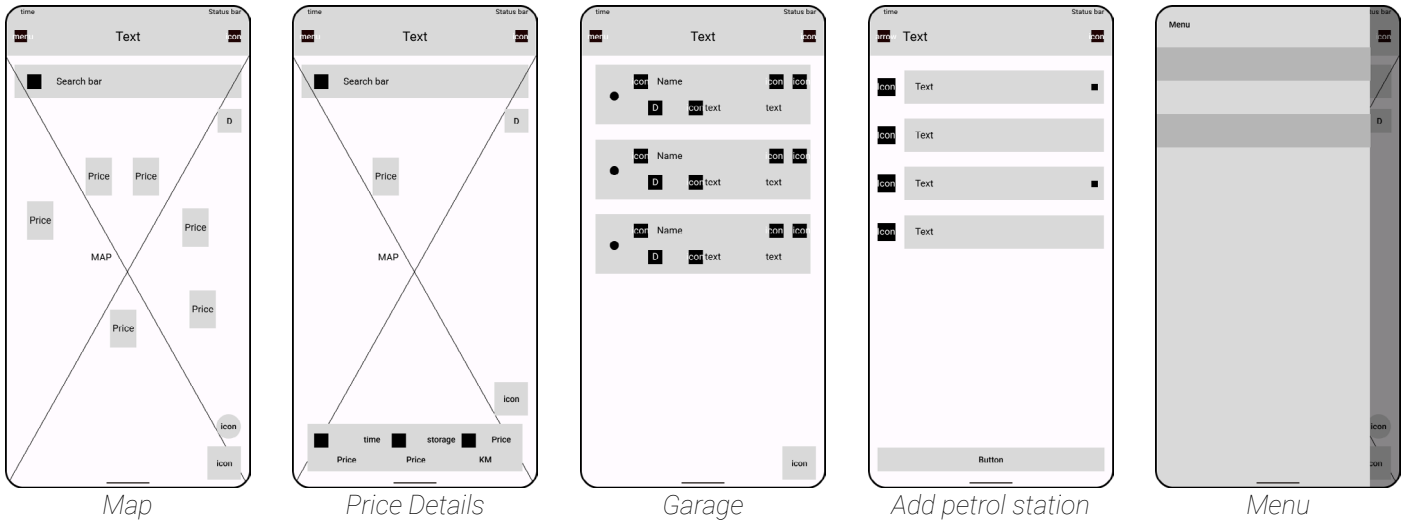 time Status bar
menu Text icon
Search bar
D
Price Price
Price
Price
MAP
Price
Price
icon
icon
Map
time Status bar
menu Text icon
Search bar
D
Price
MAP
icon
time storage Price
Price Price KM
Price Details
time Status bar
menu Text icon
icon Name icon icon
D icon text text
icon Name icon icon
D icon text text
icon Name icon icon
D icon text text
icon
Garage
time Status bar
arrow Text icon
Icon Text
Icon Text
Icon Text
Icon Text
Button
Add petrol station
Status bar
Menu icon
D
icon
icon
Menu